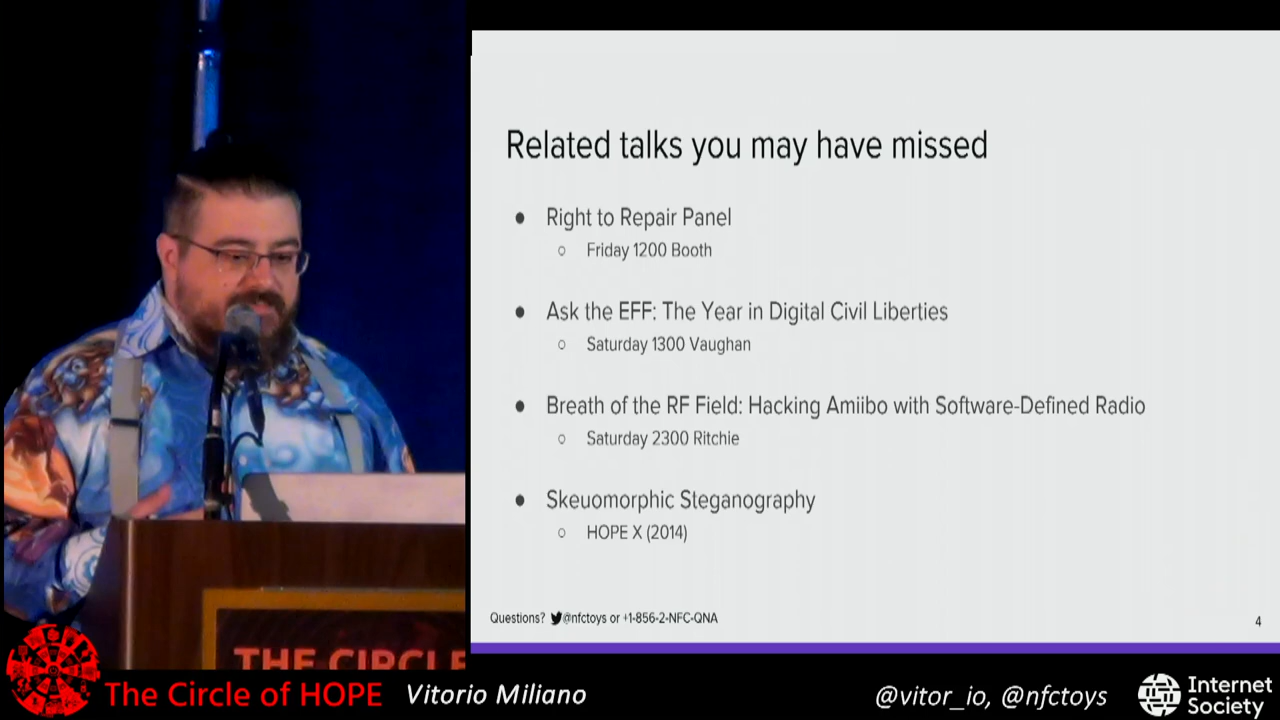 Related talks you may have missed
● Right to Repair Panel
○ Friday 1200 Booth
● Ask the EFF: The Year in Digital Civil Liberties
○ Saturday 1300 Vaughan
● Breath of the RF Field: Hacking Amiibo with Software-Defined Radio
○ Saturday 2300 Ritchie
● Skeuomorphic Steganography
○ HOPE X (2014)
Questions? @nfctoys or +1-856-2-NFC-QNA
4
THE CIRCLE
The Circle of HOPE
Vitorio Miliano
@vitor_io, @nfctoys
Internet
Society